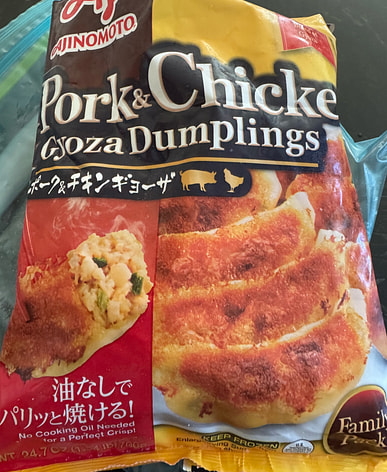 AJINOMOTO
Pork & Chicke
Gyoza Dumplings
ポーク&チキンギョーザ
油なしで
パリッと焼ける!
No Cooking Oil Needed
for a Perfect Crisp!
KEEP FROZEN
Family
Pack